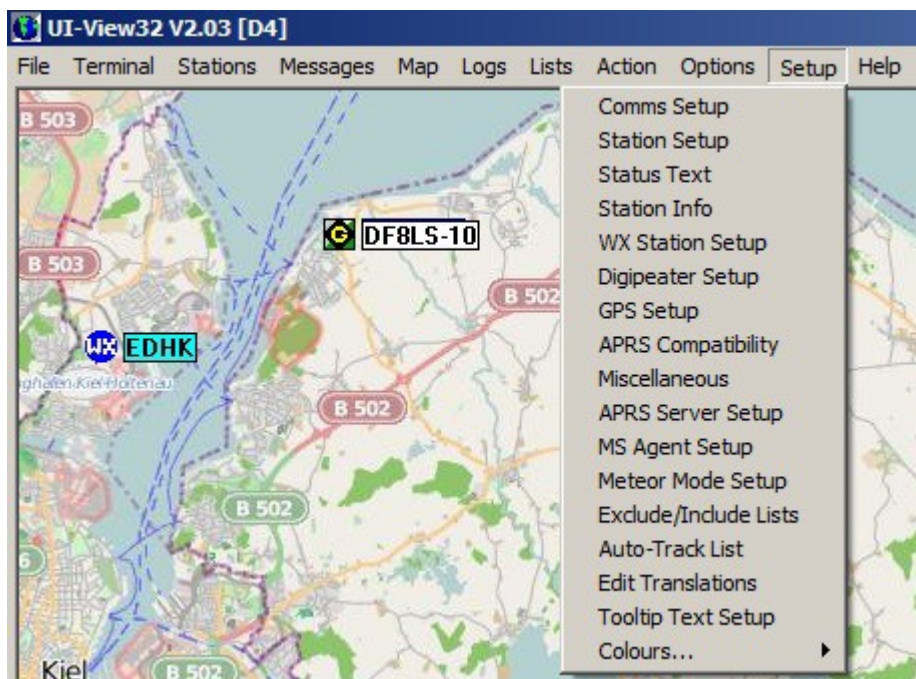 UI-View32 V2.03 [D4]
File Terminal Stations Messages Map Logs Lists Action Options Setup Help
B 503
B 503
WX EDHK
G DF8LS-10
B 502
B 502
B 502
B 502
Kiel
6
Comms Setup
Station Setup
Status Text
Station Info
WX Station Setup
Digipeater Setup
GPS Setup
APRS Compatibility
Miscellaneous
APRS Server Setup
MS Agent Setup
Meteor Mode Setup
Exclude/Include Lists
Auto-Track List
Edit Translations
Tooltip Text Setup
Colours...